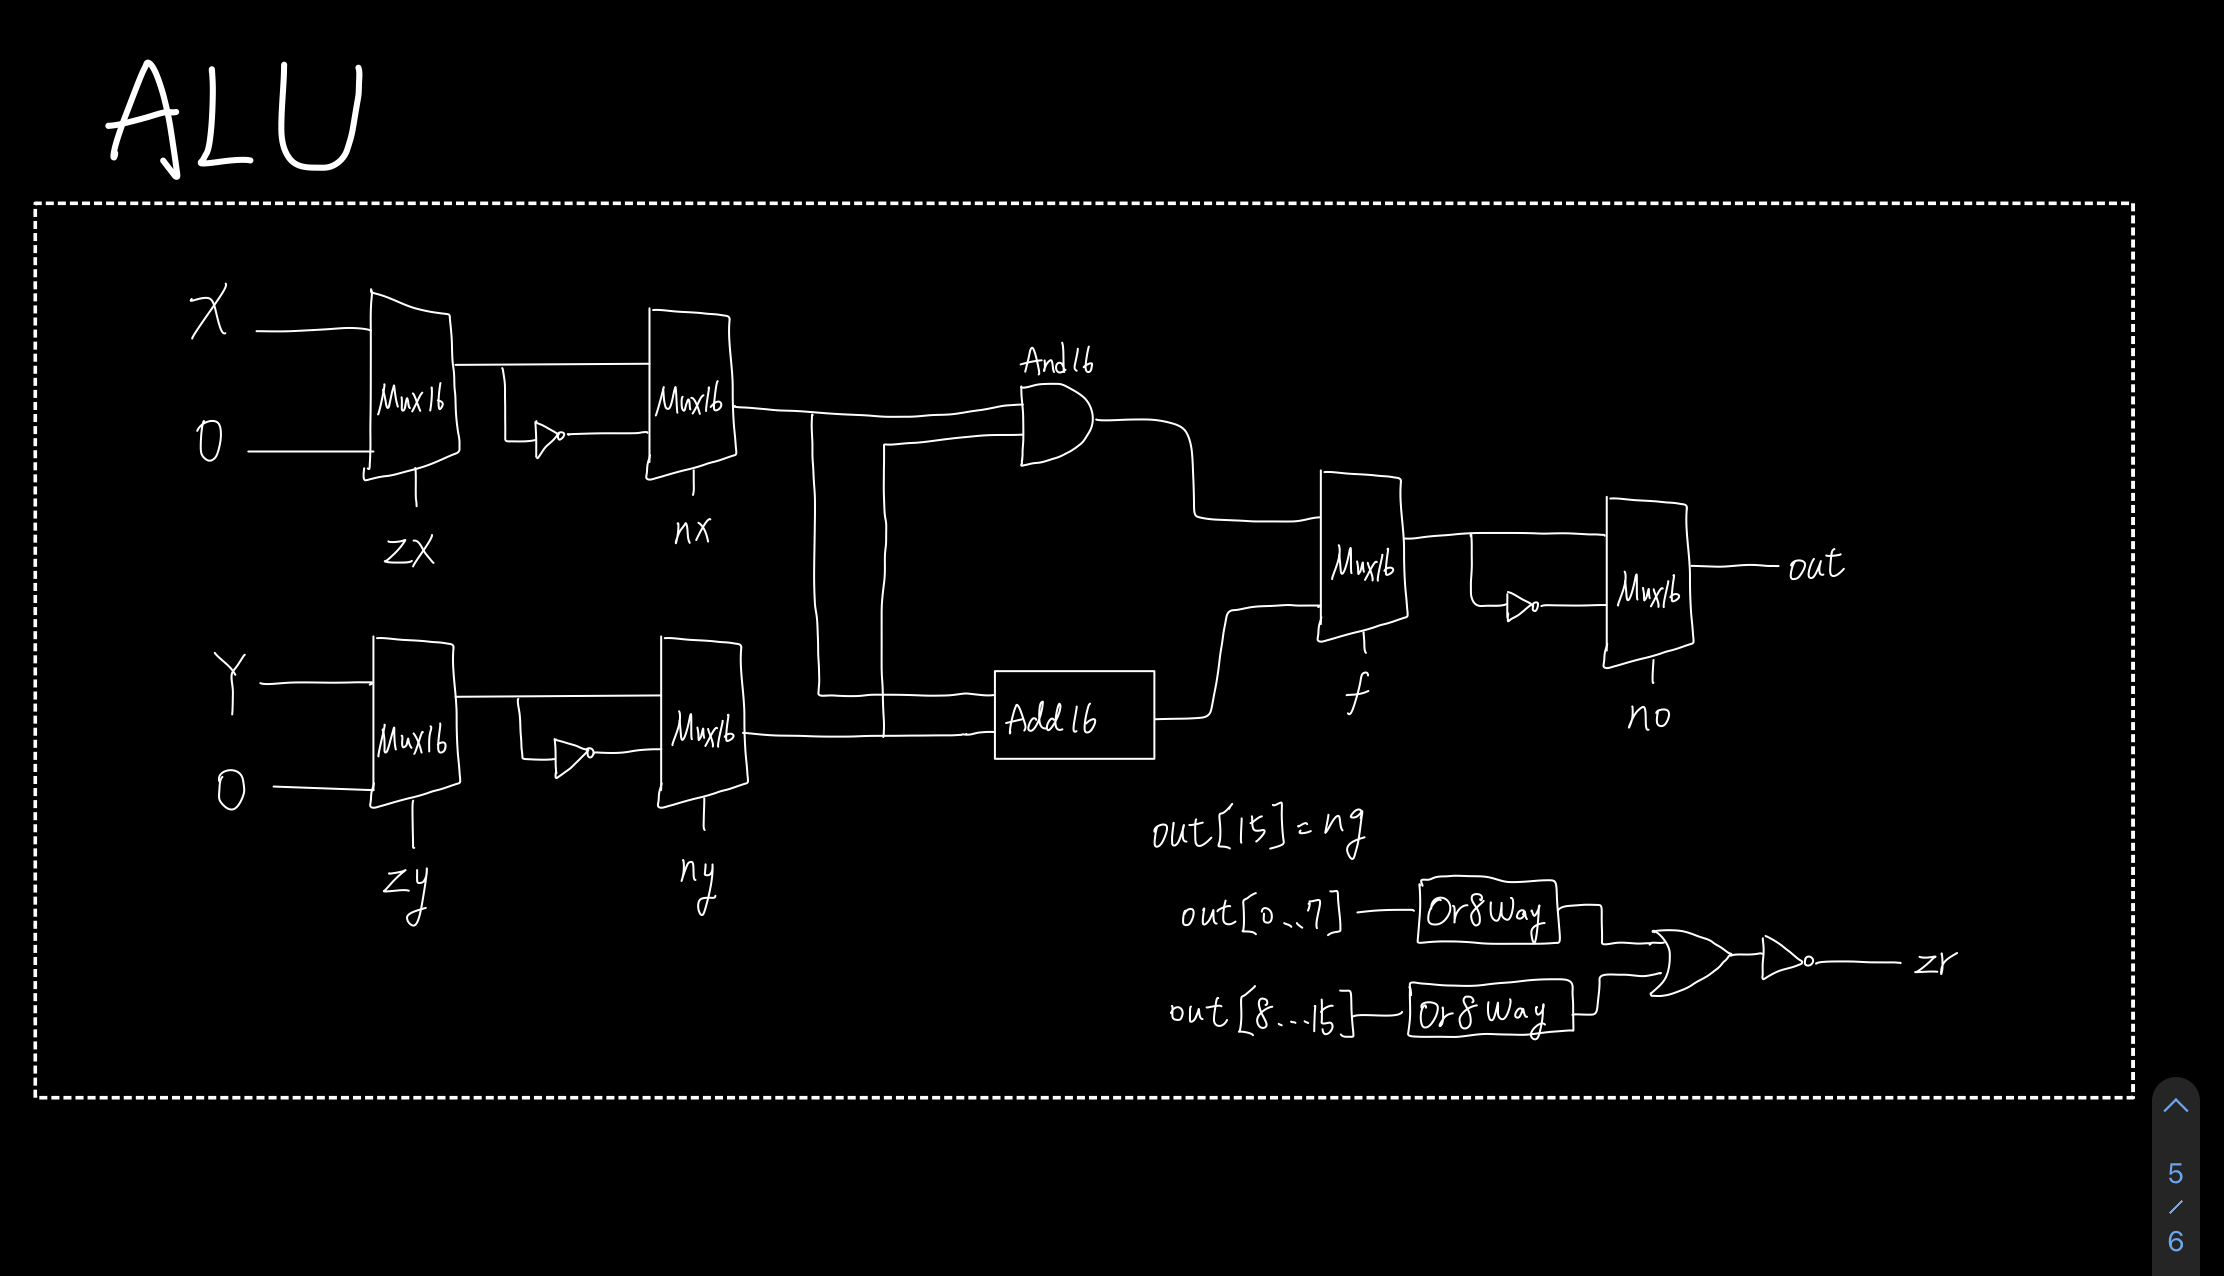 ALU
X
0
Mux16
zx
Mux16
nx
And16
Y
0
Mux16
zy
Mux16
ny
Add16
Mux16
f
Mux16
no
out
out[15]=ng
out[0..7]
Or8Way
out[8...15]
Or8Way
zr
5
/
6